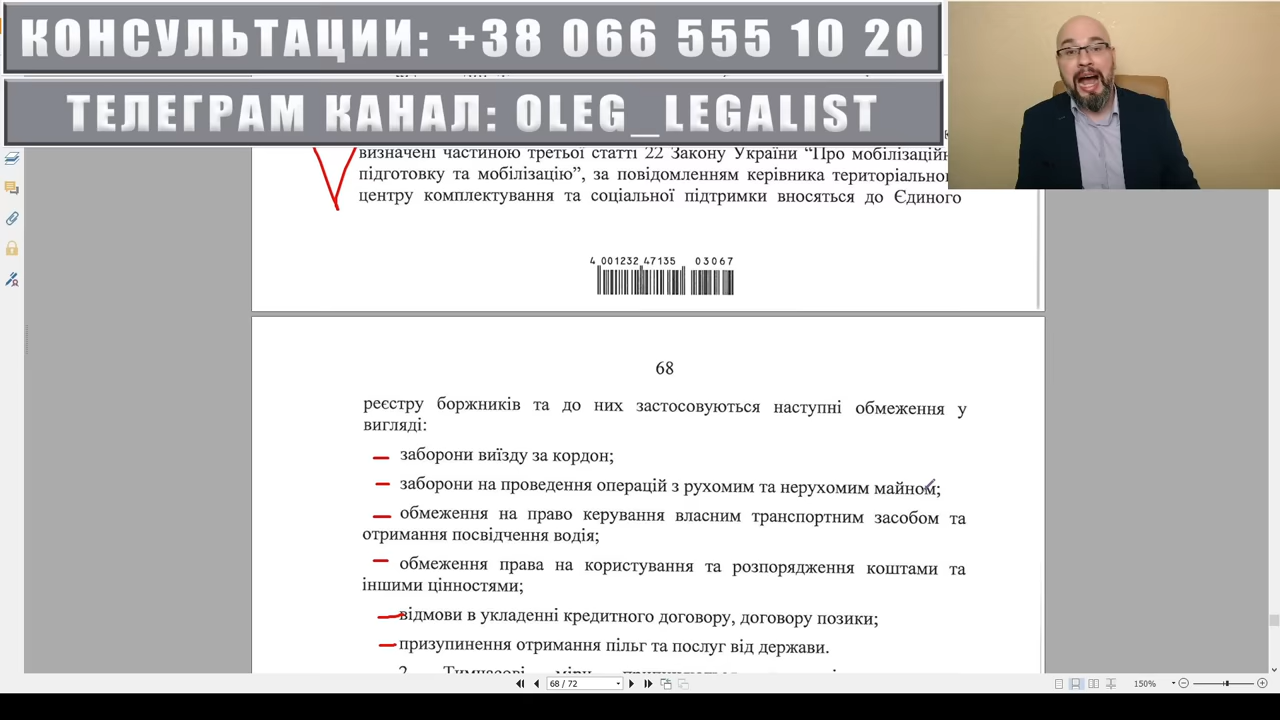 КОНСУЛЬТАЦИИ: +38 066 555 10 20
ТЕЛЕГРАМ КАНАЛ: OLEG_LEGALIST
визначені частиною третьої статті 22 Закону України “Про мобілізаційн
підготовку та мобілізацію”, за повідомленням керівника територіально
центру комплектування та соціальної підтримки вносяться до Єдиного
4 001232 47135 03067
68
реєстру боржників та до них застосовуються наступні обмеження у
вигляді:
заборони виїзду за кордон;
заборони на проведення операцій з рухомим та нерухомим майном;
обмеження на право керування власним транспортним засобом та
отримання посвідчення водія;
обмеження права на користування та розпорядження коштами та
іншими цінностями;
відмови в укладенні кредитного договору, договору позики;
призупинення отримання пільг та послуг від держави.
2. Тимчасові
68 / 72
150%